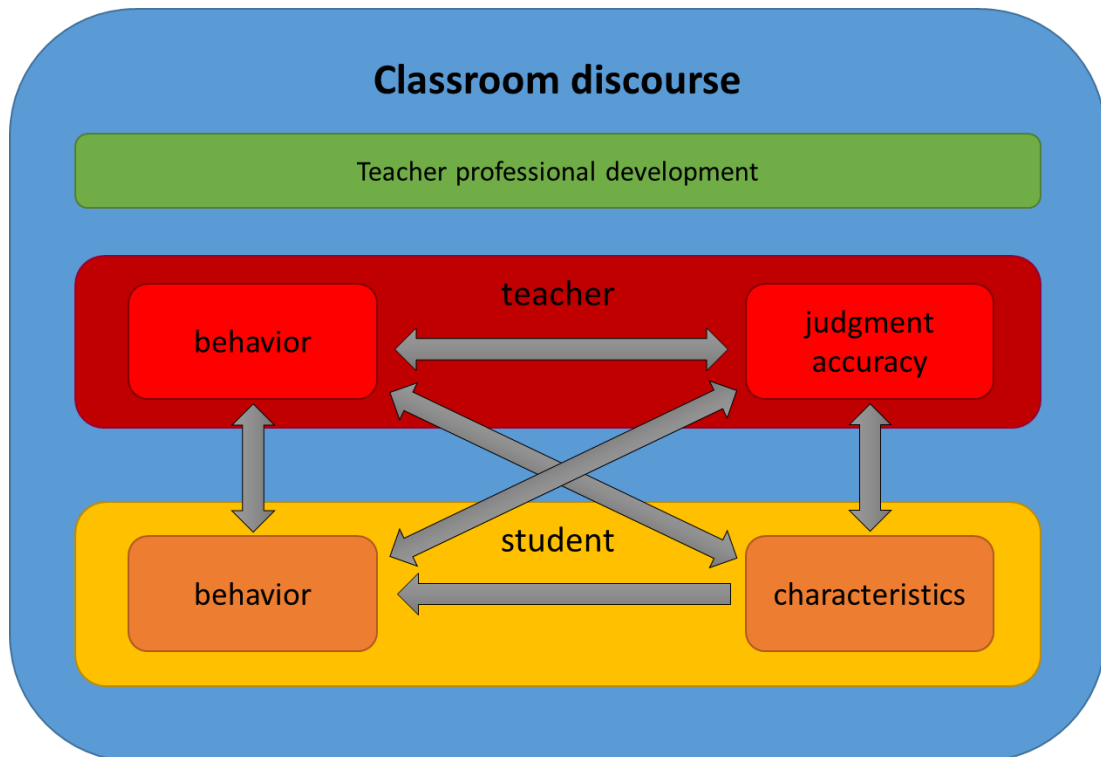 Classroom discourse
Teacher professional development
teacher
behavior
judgment
accuracy
student
behavior
characteristics